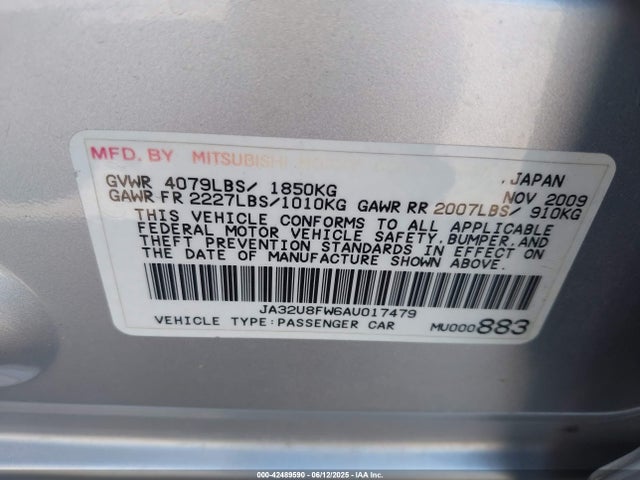 MFD. BY MITSUBISHI
, JAPAN
GVWR 4079LBS/ 1850KG NOV 2009
GAWR FR 2227LBS/1010KG GAWR RR 2007LBS/ 910KG
THIS VEHICLE CONFORMS TO ALL APPLICABLE
FEDERAL MOTOR VEHICLE SAFETY, BUMPER, AND
THEFT PREVENTION STANDARDS IN EFFECT ON
THE DATE OF MANUFACTURE SHOWN ABOVE.
JA32U8FW6AU017479
VEHICLE TYPE:PASSENGER CAR MU000883
000-42489590 - 06/12/2025 - IAAI